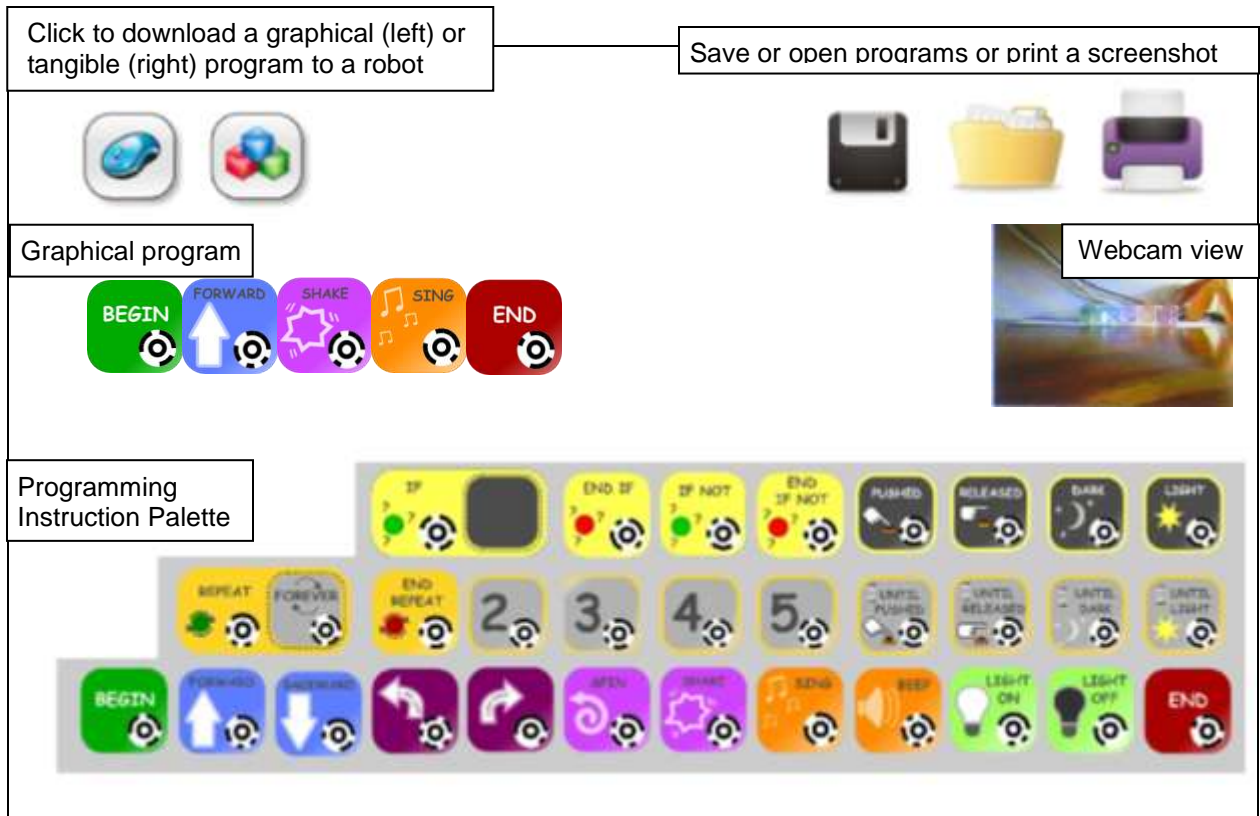 Click to download a graphical (left) or
tangible (right) program to a robot
Save or open programs or print a screenshot
Graphical program
Webcam view
BEGIN
FORWARD
SHAKE
SING
END
Programming
Instruction Palette
IF
END IF
IF NOT
END
IF NOT
PUSHED
RELEASED
DARK
LIGHT
REPEAT
FOREVER
END
REPEAT
2
3
4
5
UNTIL
PUSHED
UNTIL
RELEASED
UNTIL
DARK
UNTIL
LIGHT
BEGIN
FORWARD
BACKWARD
SPIN
SHAKE
SING
BEEP
LIGHT
ON
LIGHT
OFF
END